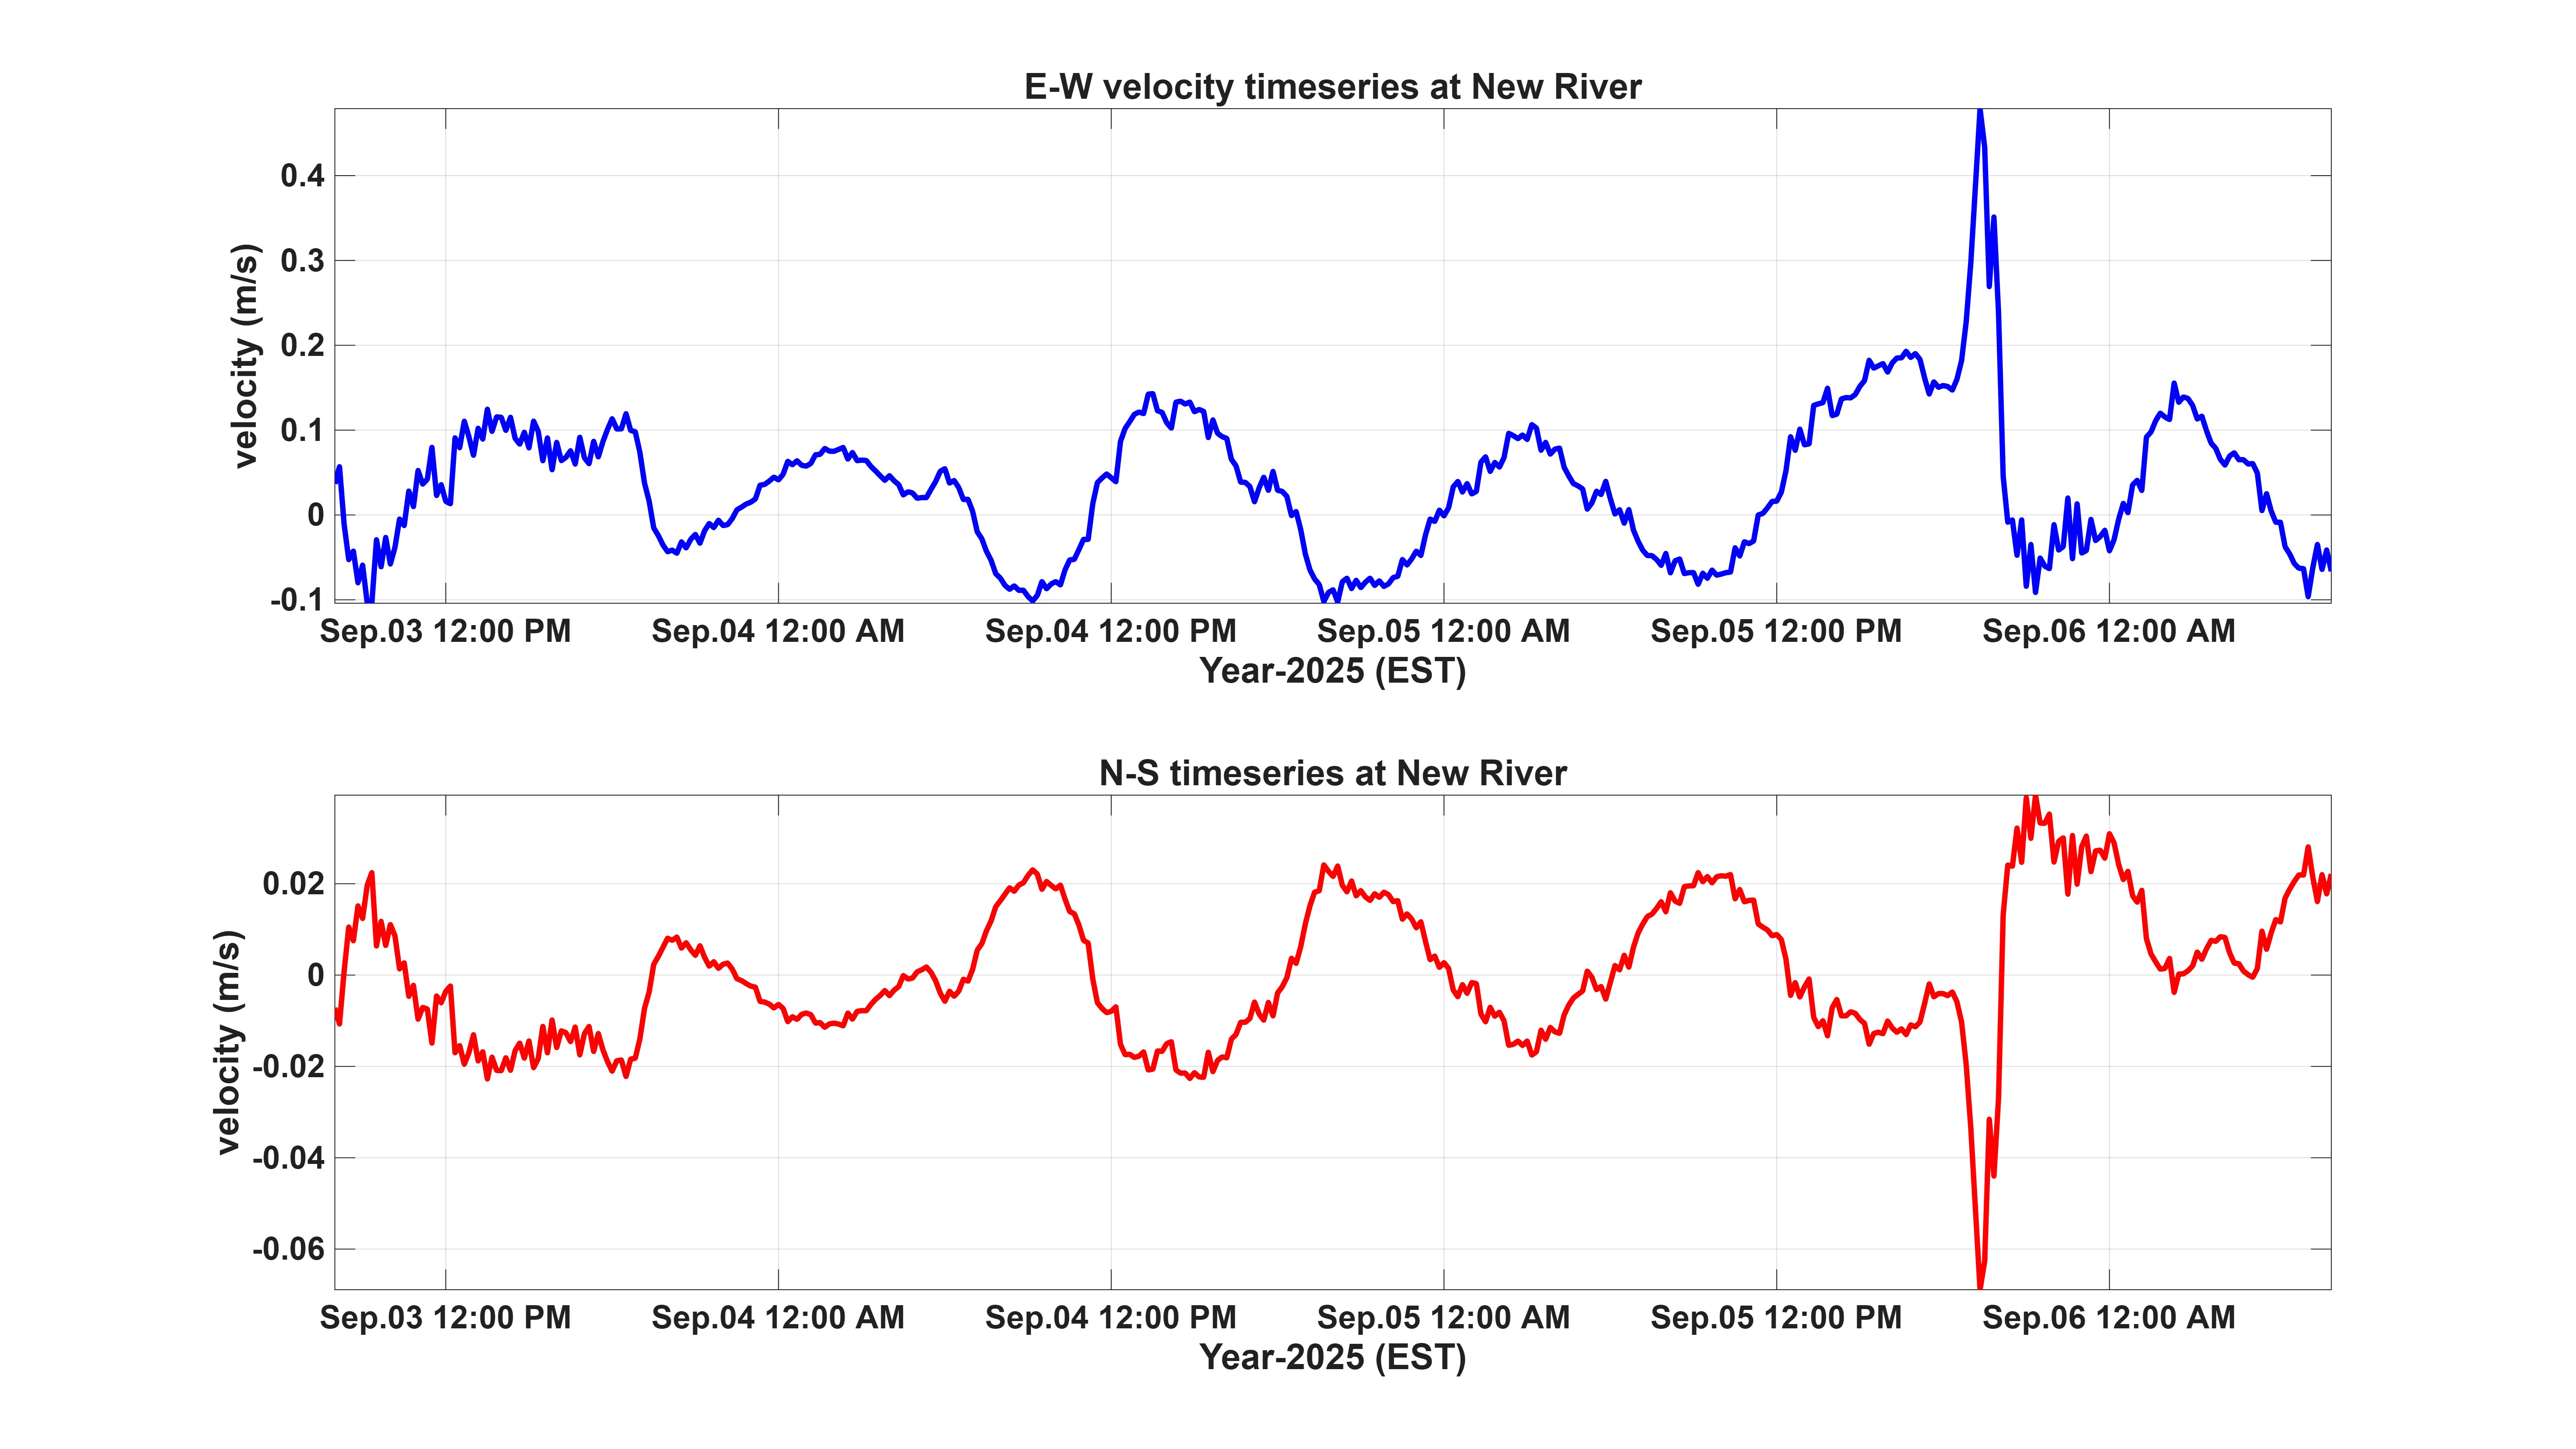 E-W velocity timeseries at New River
velocity (m/s)
0.4
0.3
0.2
0.1
0
-0.1
Sep.03 12:00 PM Sep.04 12:00 AM Sep.04 12:00 PM Sep.05 12:00 AM Sep.05 12:00 PM Sep.06 12:00 AM
Year-2025 (EST)
N-S timeseries at New River
velocity (m/s)
0.02
0
-0.02
-0.04
-0.06
Sep.03 12:00 PM Sep.04 12:00 AM Sep.04 12:00 PM Sep.05 12:00 AM Sep.05 12:00 PM Sep.06 12:00 AM
Year-2025 (EST)